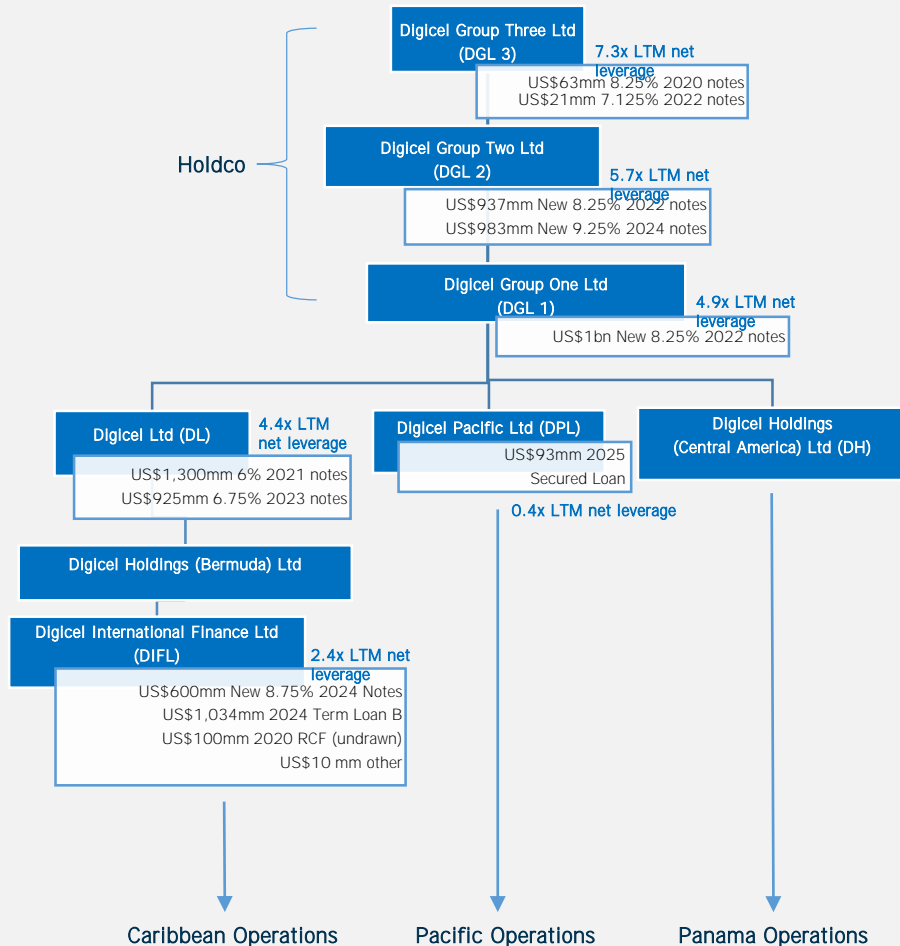 Digicel Group Three Ltd
(DGL 3)
7.3x LTM net
leverage
US$63mm 8.25% 2020 notes
US$21mm 7.125% 2022 notes
Holdco
Digicel Group Two Ltd
(DGL 2)
5.7x LTM net
leverage
US$937mm New 8.25% 2022 notes
US$983mm New 9.25% 2024 notes
Digicel Group One Ltd
(DGL 1)
4.9x LTM net
leverage
US$1bn New 8.25% 2022 notes
Digicel Ltd (DL)
4.4x LTM
net leverage
US$1,300mm 6% 2021 notes
US$925mm 6.75% 2023 notes
Digicel Pacific Ltd (DPL)
US$93mm 2025
Secured Loan
0.4x LTM net leverage
Digicel Holdings
(Central America) Ltd (DH)
Digicel Holdings (Bermuda) Ltd
Digicel International Finance Ltd
(DIFL)
2.4x LTM net
leverage
US$600mm New 8.75% 2024 Notes
US$1,034mm 2024 Term Loan B
US$100mm 2020 RCF (undrawn)
US$10 mm other
Caribbean Operations
Pacific Operations
Panama Operations